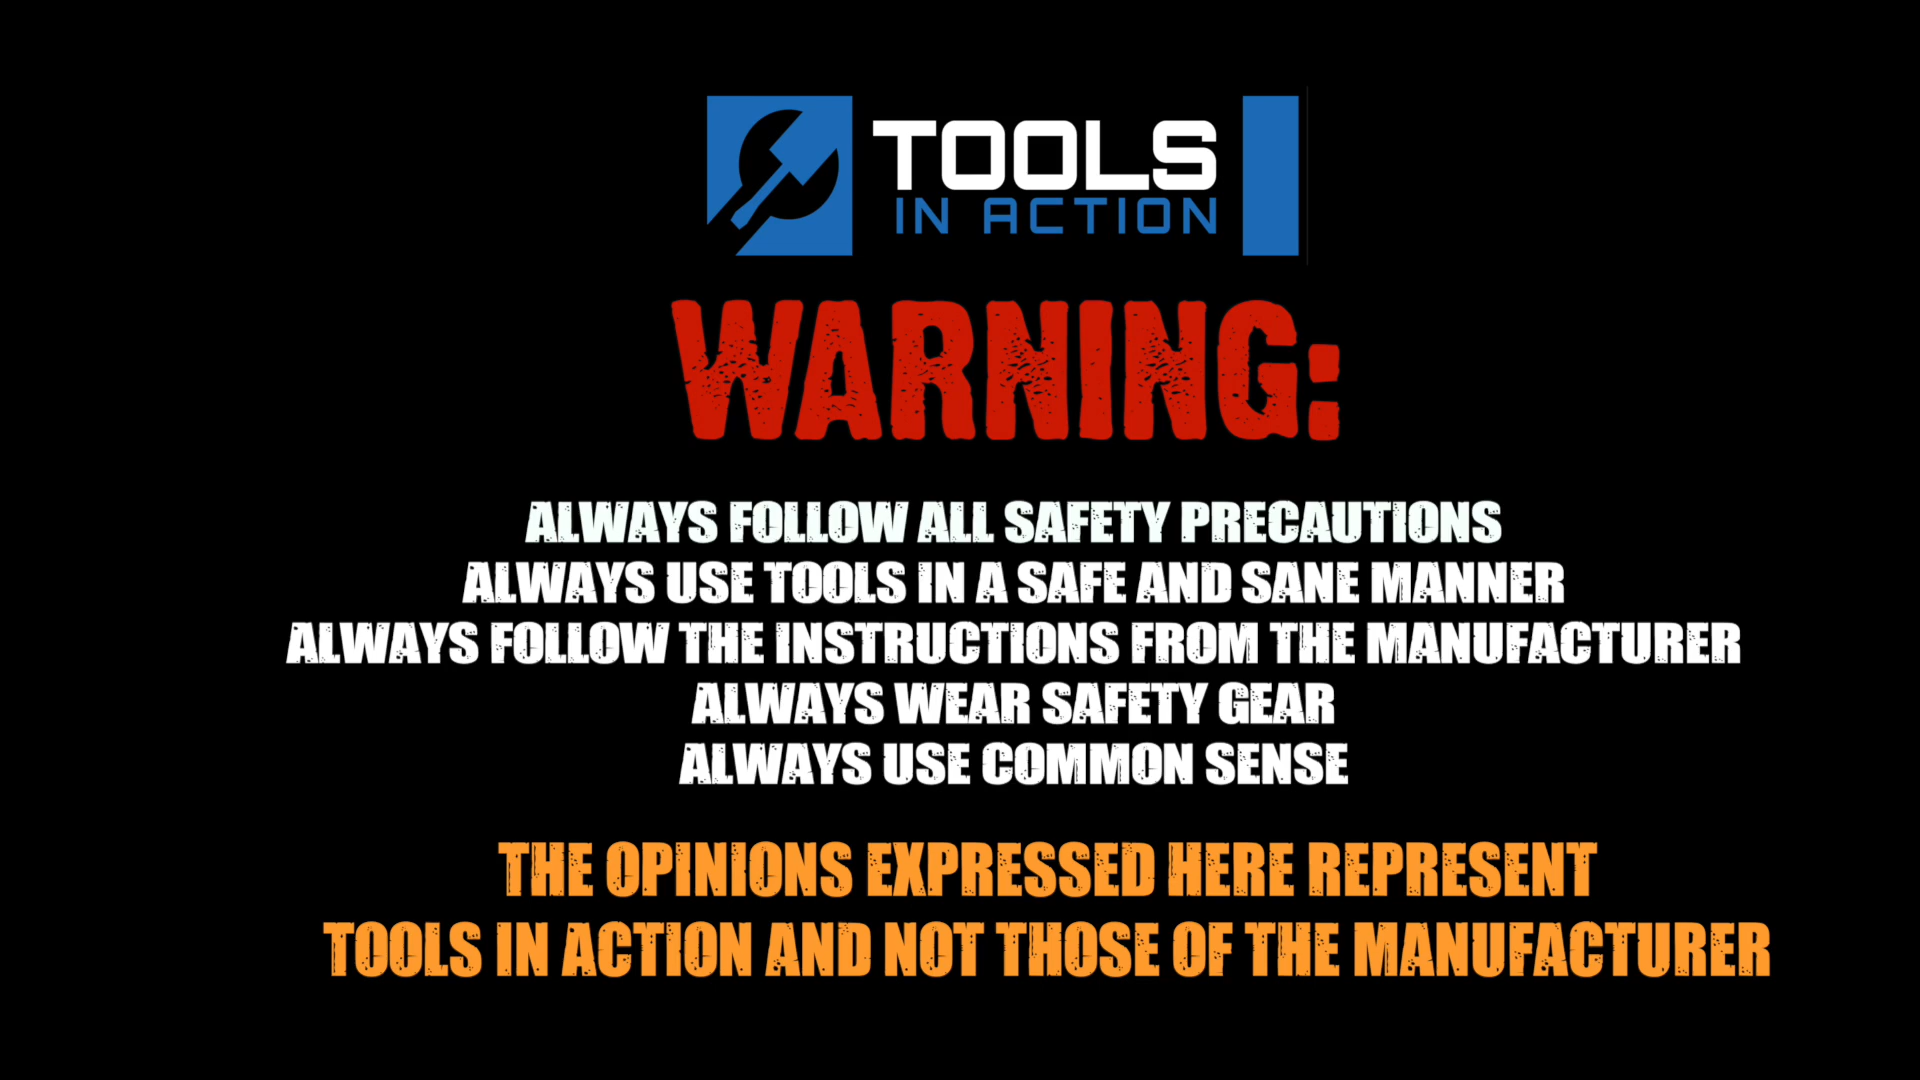 TOOLS
IN ACTION
WARNING:
ALWAYS FOLLOW ALL SAFETY PRECAUTIONS
ALWAYS USE TOOLS IN A SAFE AND SANE MANNER
ALWAYS FOLLOW THE INSTRUCTIONS FROM THE MANUFACTURER
ALWAYS WEAR SAFETY GEAR
ALWAYS USE COMMON SENSE
THE OPINIONS EXPRESSED HERE REPRESENT
TOOLS IN ACTION AND NOT THOSE OF THE MANUFACTURER